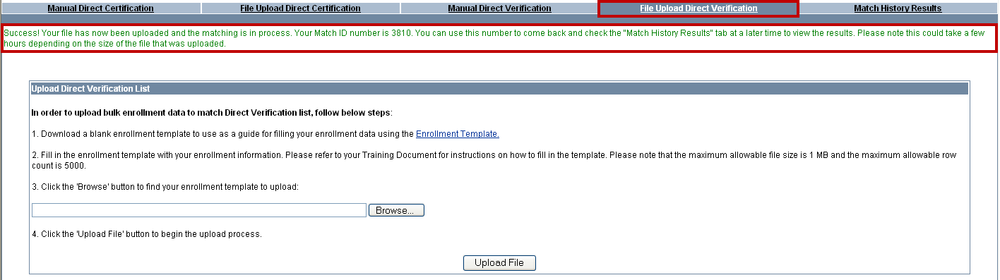 Manual Direct Certification File Upload Direct Certification Manual Direct Verification File Upload Direct Verification Match History Results
Success! Your file has now been uploaded and the matching is in process. Your Match ID number is 3810. You can use this number to come back and check the "Match History Results" tab at a later time to view the results. Please note this could take a few
hours depending on the size of the file that was uploaded.
Upload Direct Verification List
In order to upload bulk enrollment data to match Direct Verification list, follow below steps:
1. Download a blank enrollment template to use as a guide for filling your enrollment data using the Enrollment Template.
2. Fill in the enrollment template with your enrollment information. Please refer to your Training Document for instructions on how to fill in the template. Please note that the maximum allowable file size is 1 MB and the maximum allowable row
count is 5000.
3. Click the 'Browse' button to find your enrollment template to upload:
Browse...
4. Click the 'Upload File' button to begin the upload process.
Upload File